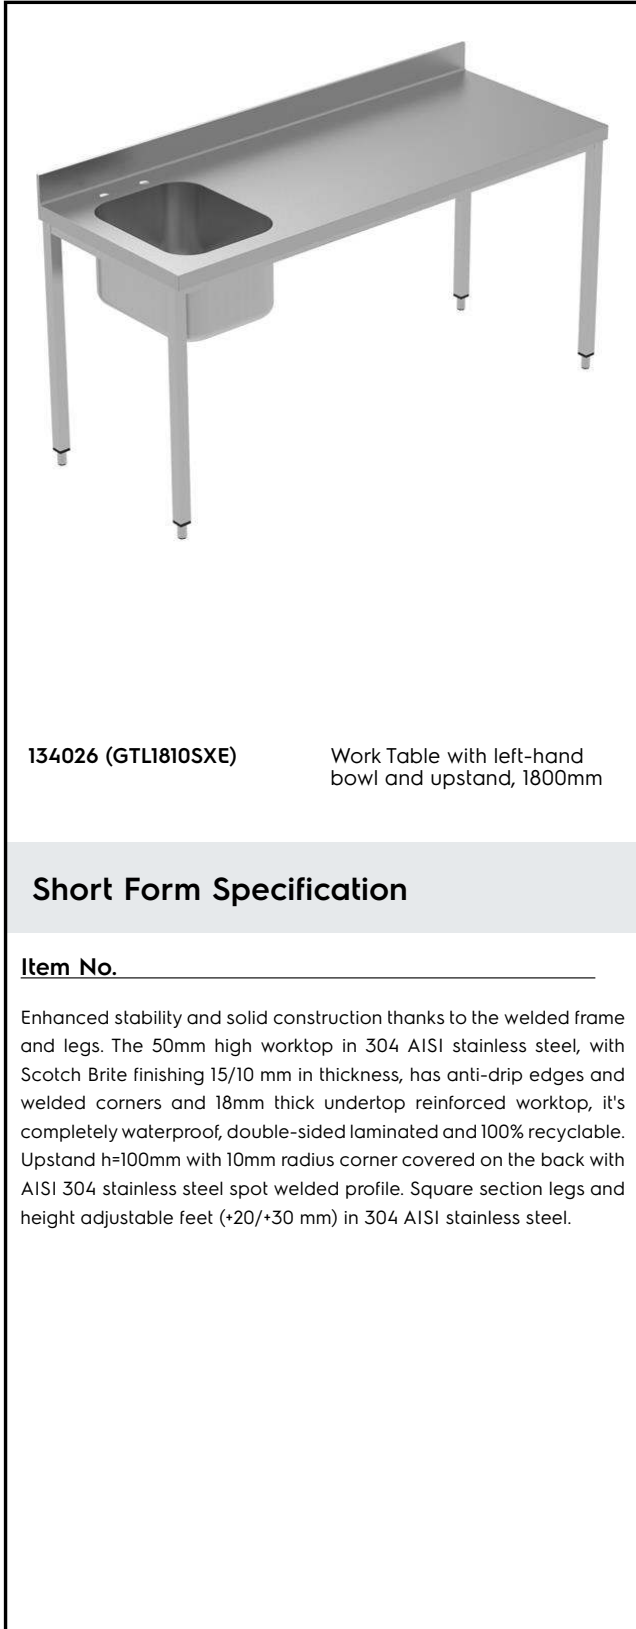 134026 (GTL1810SXE)
Work Table with left-hand
bowl and upstand, 1800mm
Short Form Specification
Item No.
Enhanced stability and solid construction thanks to the welded frame
and legs. The 50mm high worktop in 304 AISI stainless steel, with
Scotch Brite finishing 15/10 mm in thickness, has anti-drip edges and
welded corners and 18mm thick undertop reinforced worktop, it's
completely waterproof, double-sided laminated and 100% recyclable.
Upstand h=100mm with 10mm radius corner covered on the back with
AISI 304 stainless steel spot welded profile. Square section legs and
height adjustable feet (+20/+30 mm) in 304 AISI stainless steel.